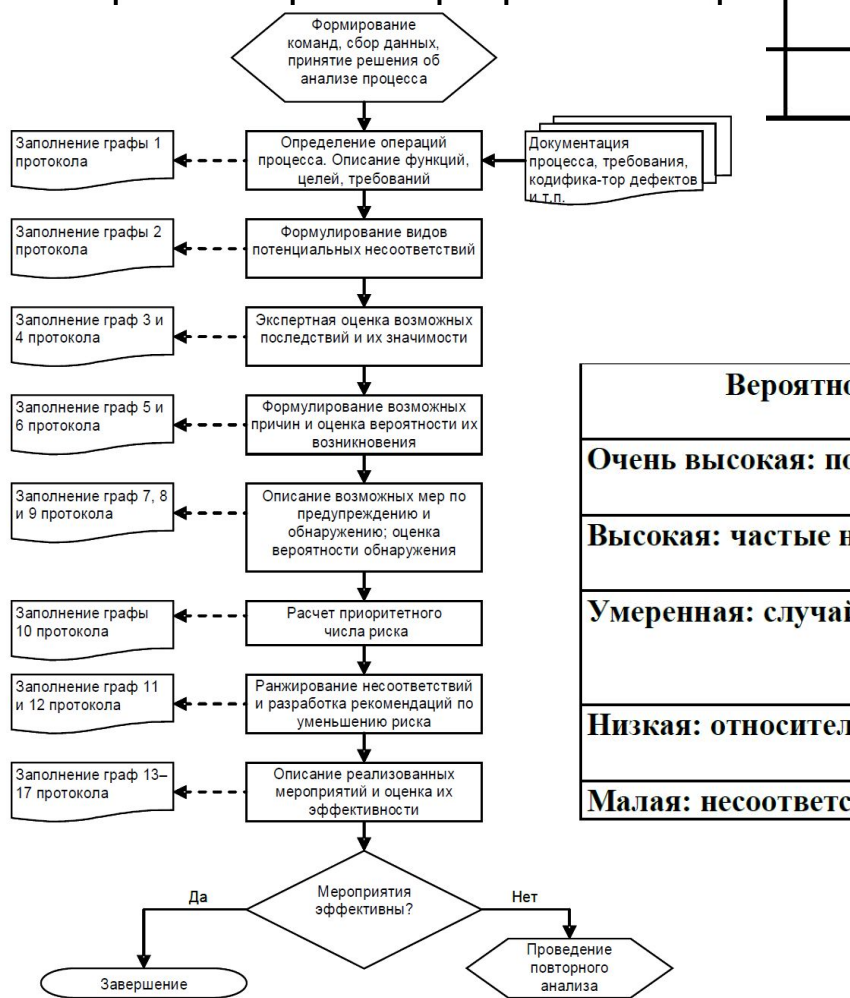 Формирование
команд, сбор данных,
принятие решения об
анализе процесса
Заполнение графы 1
протокола
Определение операций
процесса. Описание функций,
целей, требований
Документация
процесса, требования,
кодифика-тор дефектов
и т.п.
Заполнение графы 2
протокола
Формулирование видов
потенциальных несоответствий
Заполнение граф 3 и
4 протокола
Экспертная оценка возможных
последствий и их значимости
Заполнение граф 5 и
6 протокола
Формулирование возможных
причин и оценка вероятности их
возникновения
Заполнение граф 7, 8
и 9 протокола
Описание возможных мер по
предупреждению и
обнаружению; оценка
вероятности обнаружения
Заполнение графы
10 протокола
Расчет приоритетного
числа риска
Заполнение граф 11
и 12 протокола
Ранжирование несоответствий
и разработка рекомендаций по
уменьшению риска
Заполнение граф 13–
17 протокола
Описание реализованных
мероприятий и оценка их
эффективности
Мероприятия
эффективны?
Да
Нет
Завершение
Проведение
повторного
анализа
Вероятно
Очень высокая: по
Высокая: частые н
Умеренная: случай
Низкая: относител
Малая: несоответс